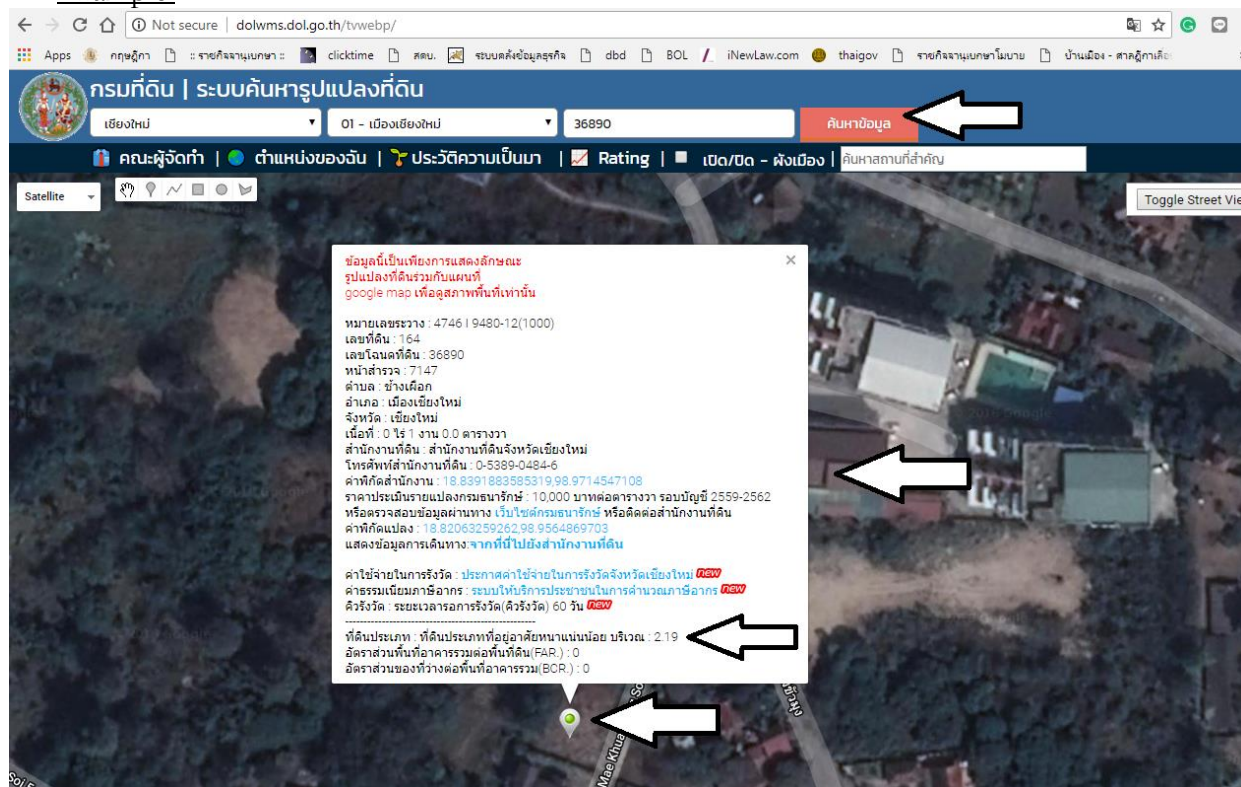 Not secure | dolwms.dol.go.th/tvwebp/
Apps กฤษฎีกา :: ราชกิจจานุเบกษา :: clicktime สตบ. ระบบคลังข้อมูลธุรกิจ dbd BOL iNewLaw.com thaigov ราชกิจจานุเบกษาโมบาย บ้านเมือง - ศาลฎีกาเลือ
กรมที่ดิน | ระบบค้นหารูปแปลงที่ดิน
เชียงใหม่ 01 - เมืองเชียงใหม่ 36890 ค้นหาข้อมูล
คณะผู้จัดทำ | ตำแหน่งของฉัน | ประวัติความเป็นมา | Rating | เปิด/ปิด - ผังเมือง | ค้นหาสถานที่สำคัญ
Satellite Toggle Street Vie
ข้อมูลนี้เป็นเพียงการแสดงลักษณะ
รูปแปลงที่ดินร่วมกับแผนที่
google map เพื่อดูสภาพพื้นที่เท่านั้น
หมายเลขระวาง : 4746 I 9480-12(1000)
เลขที่ดิน : 164
เลขโฉนดที่ดิน : 36890
หน้าสำรวจ : 7147
ตำบล : ช้างเผือก
อำเภอ : เมืองเชียงใหม่
จังหวัด : เชียงใหม่
เนื้อที่ : 0 ไร่ 1 งาน 0.0 ตารางวา
สำนักงานที่ดิน : สำนักงานที่ดินจังหวัดเชียงใหม่
โทรศัพท์สำนักงานที่ดิน : 0-5389-0484-6
ค่าพิกัดสำนักงาน : 18.8391883585319,98.9714547108
ราคาประเมินรายแปลงกรมธนารักษ์ : 10,000 บาทต่อตารางวา รอบบัญชี 2559-2562
หรือตรวจสอบข้อมูลผ่านทาง เว็บไซต์กรมธนารักษ์ หรือติดต่อสำนักงานที่ดิน
ค่าพิกัดแปลง : 18.82063259262,98.9564869703
แสดงข้อมูลการเดินทาง:จากที่นี่ไปยังสำนักงานที่ดิน
ค่าใช้จ่ายในการรังวัด : ประกาศค่าใช้จ่ายในการรังวัดจังหวัดเชียงใหม่ new
ค่าธรรมเนียมภาษีอากร : ระบบให้บริการประชาชนในการคำนวณภาษีอากร new
คิวรังวัด : ระยะเวลารอการรังวัด(คิวรังวัด) 60 วัน new
--------------------------------------------------
ที่ดินประเภท : ที่ดินประเภทที่อยู่อาศัยหนาแน่นน้อย บริเวณ : 2.19
อัตราส่วนพื้นที่อาคารรวมต่อพื้นที่ดิน(FAR.) : 0
อัตราส่วนของที่ว่างต่อพื้นที่อาคารรวม(BCR.) : 0
Mae Khua